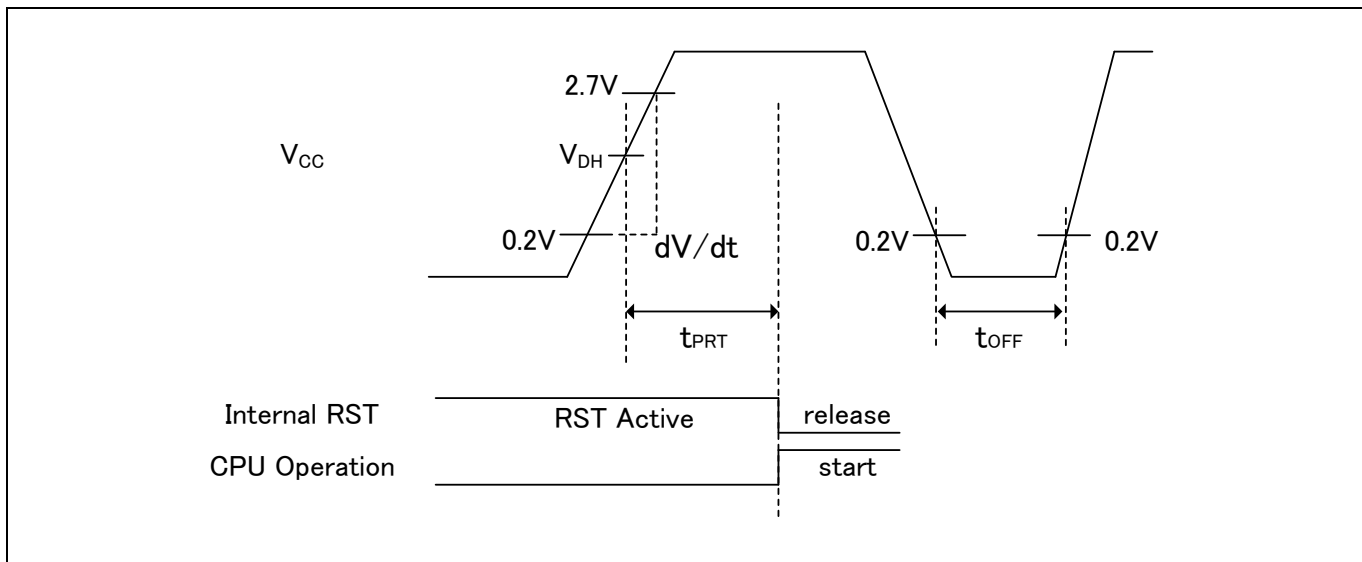 2.7V
VCC
VDH
0.2V
dV/dt
0.2V
0.2V
tPRT
tOFF
Internal RST
RST Active
release
CPU Operation
start